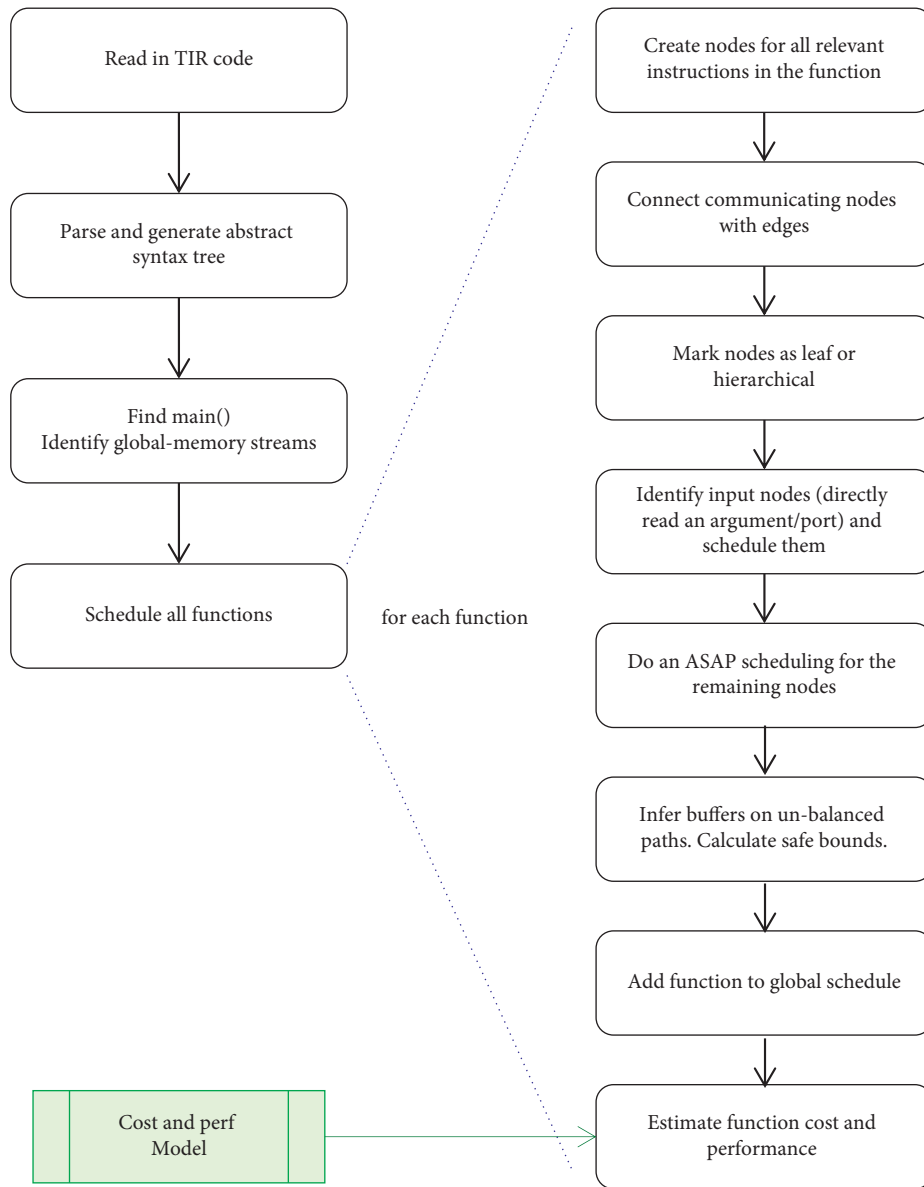 Read in TIR code
Parse and generate abstract
syntax tree
Find main()
Identify global-memory streams
Schedule all functions
for each function
Create nodes for all relevant
instructions in the function
Connect communicating nodes
with edges
Mark nodes as leaf or
hierarchical
Identify input nodes (directly
read an argument/port) and
schedule them
Do an ASAP scheduling for the
remaining nodes
Infer buffers on un-balanced
paths. Calculate safe bounds.
Add function to global schedule
Estimate function cost and
performance
Cost and perf
Model